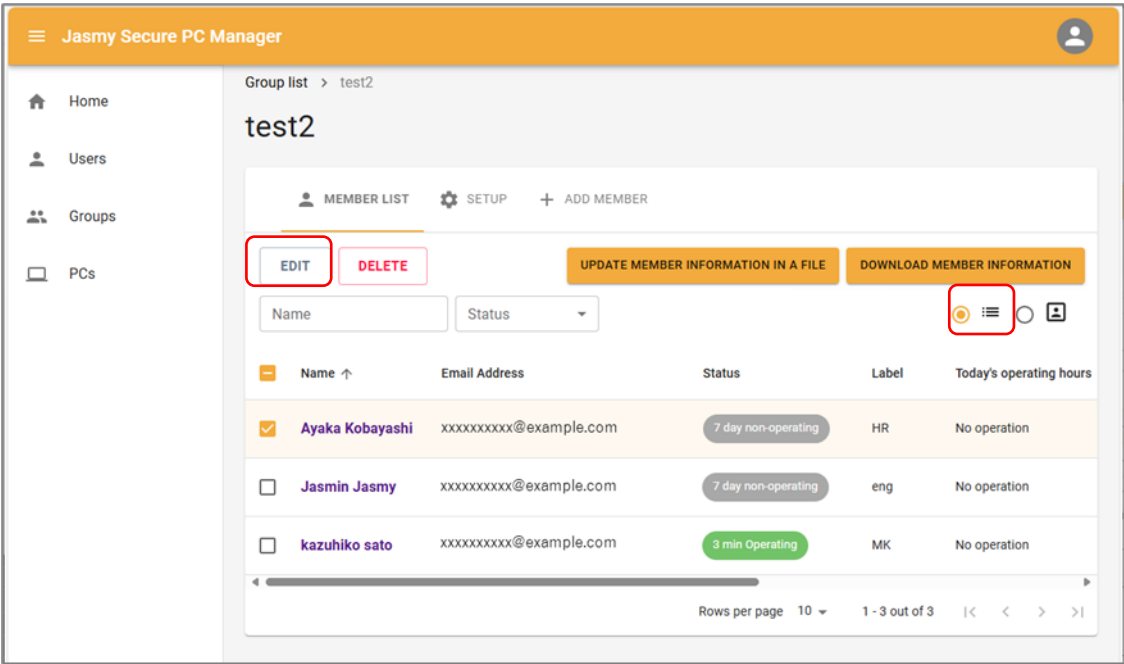 Jasmy Secure PC Manager
Home
Users
Groups
PCs
Group list > test2
test2
MEMBER LIST SETUP + ADD MEMBER
EDIT DELETE UPDATE MEMBER INFORMATION IN A FILE DOWNLOAD MEMBER INFORMATION
Name Status
Name ↑ Email Address Status Label Today's operating hours
Ayaka Kobayashi xxxxxxxxxx@example.com 7 day non-operating HR No operation
Jasmin Jasmy xxxxxxxxxx@example.com 7 day non-operating eng No operation
kazuhiko sato xxxxxxxxxx@example.com 3 min Operating MK No operation
Rows per page 10 1 - 3 out of 3